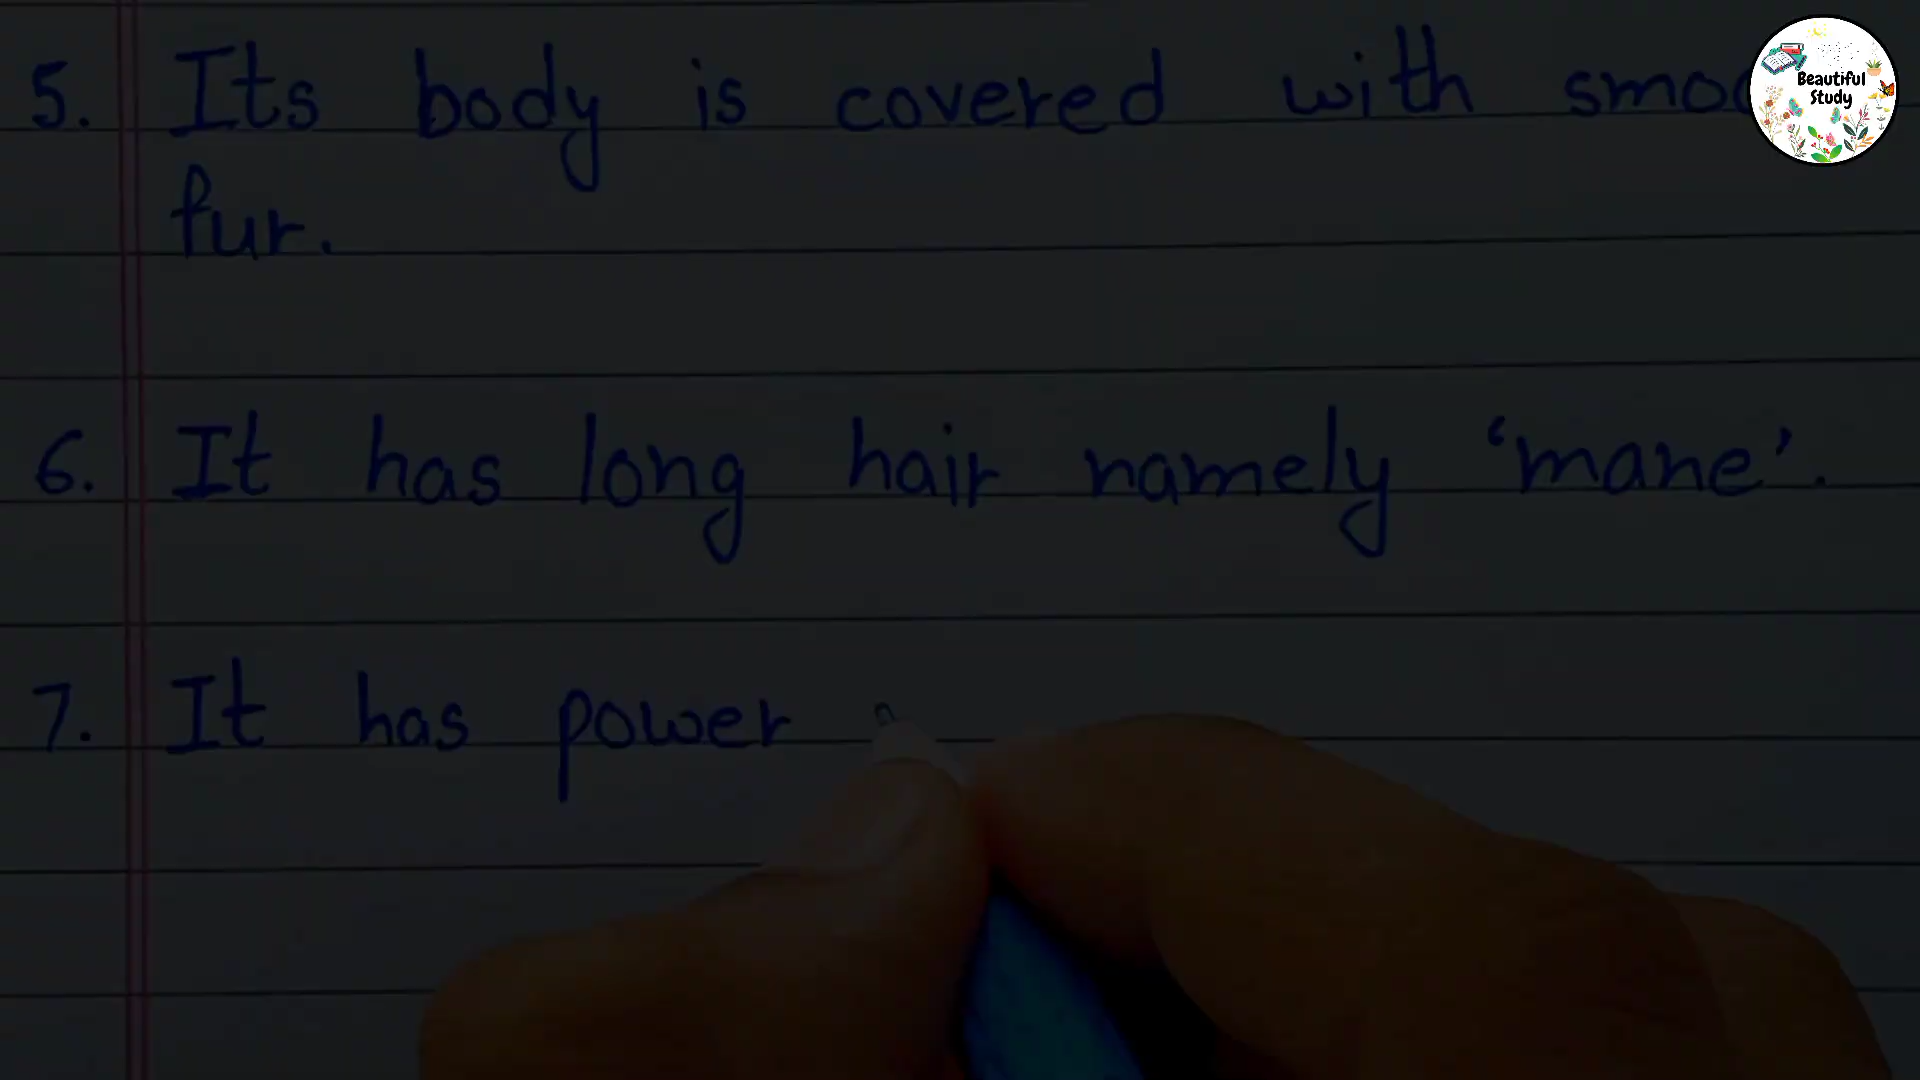 5. Its body is covered with
fur.
6. It has long hair namely 'mane'.
7. It has power
Beautiful
Study